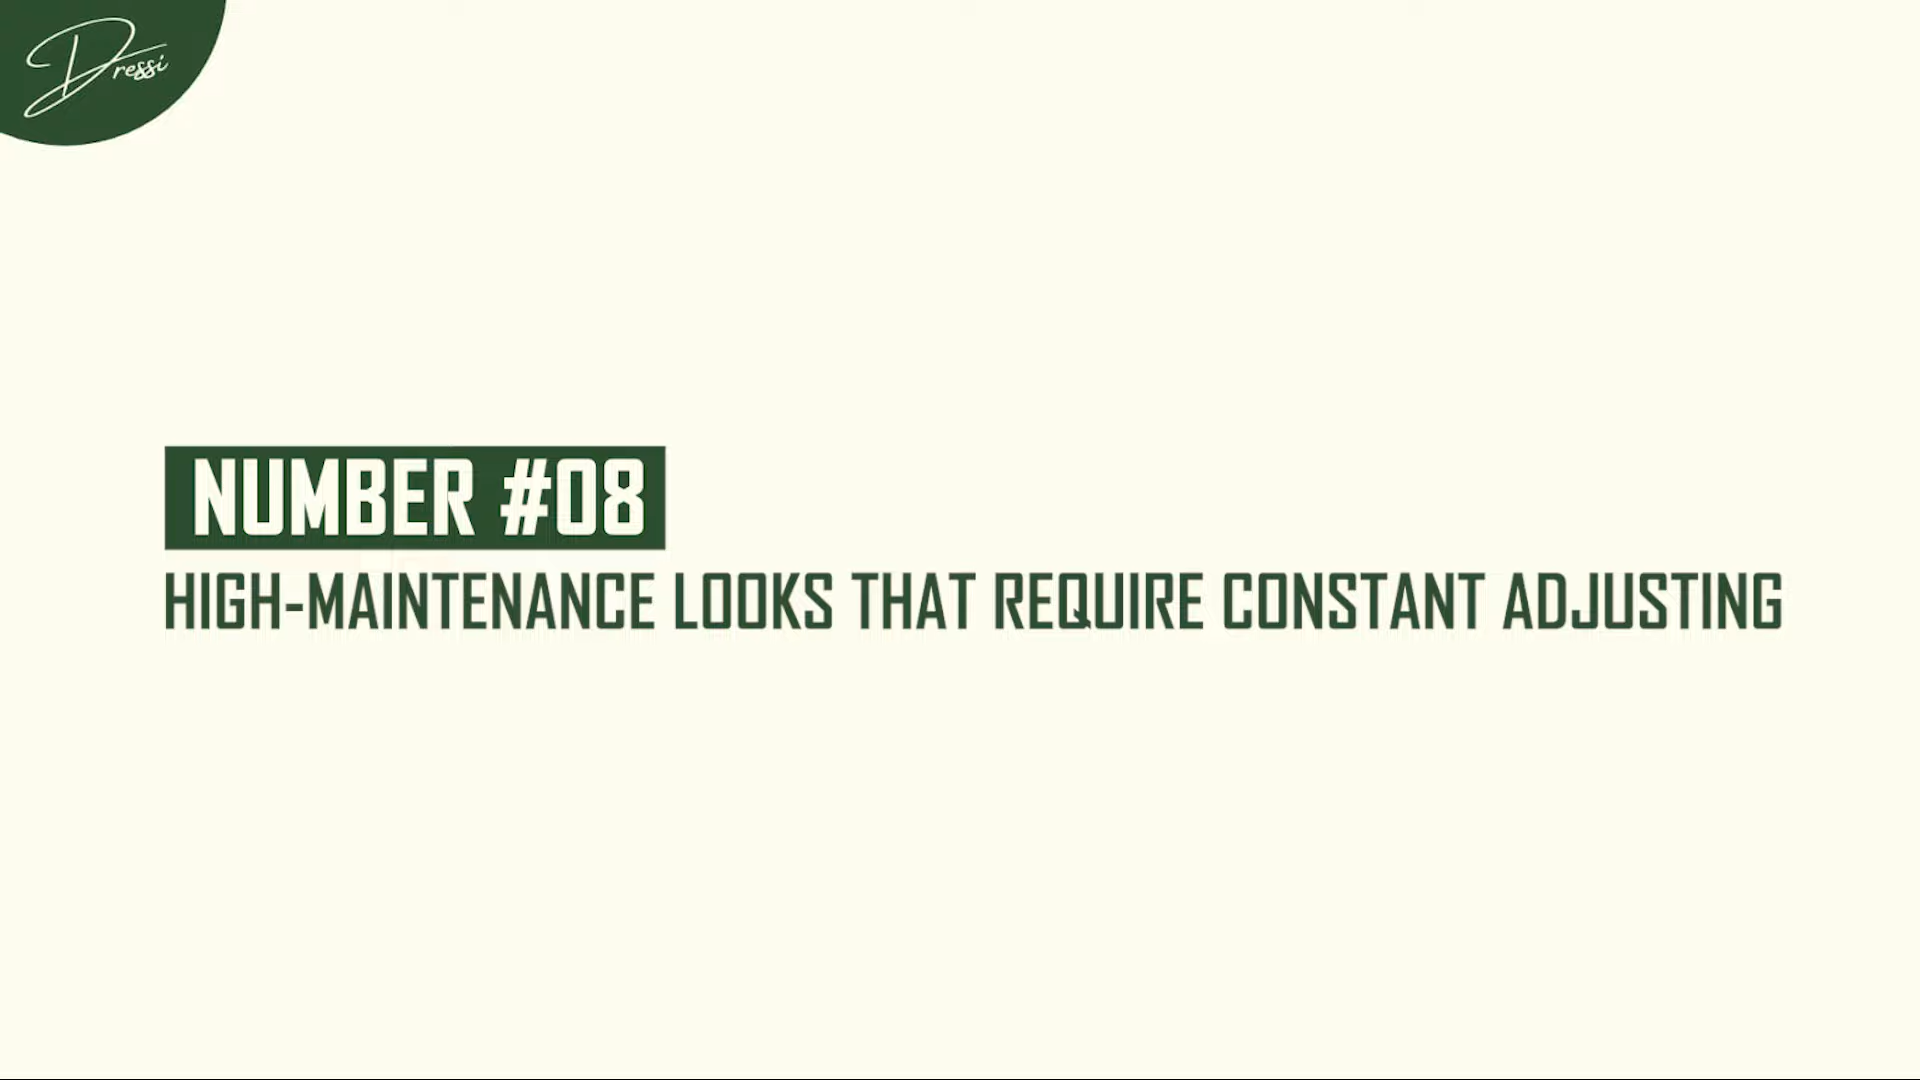 Dressi
NUMBER #08
HIGH-MAINTENANCE LOOKS THAT REQUIRE CONSTANT ADJUSTING